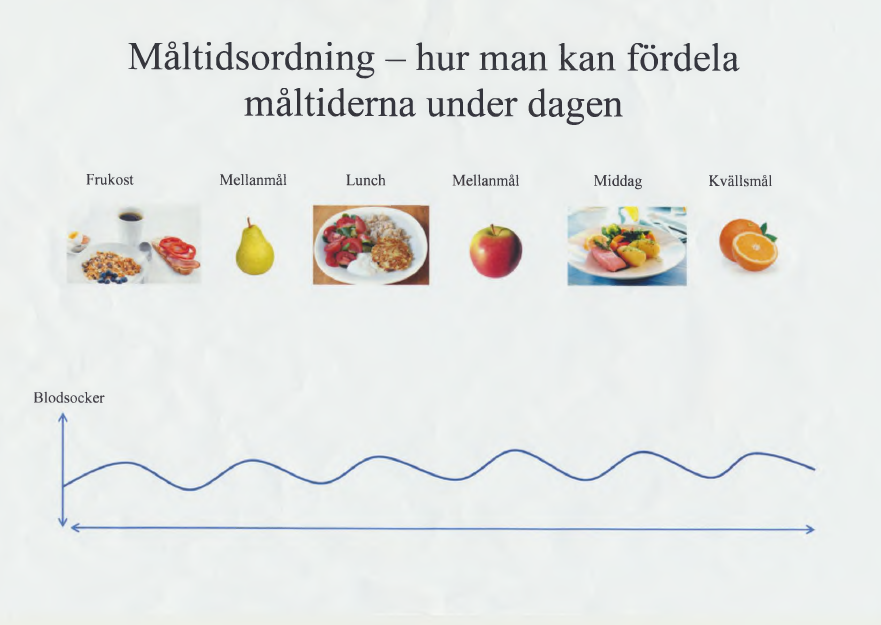 Måltidsordning – hur man kan fördela
måltiderna under dagen
Frukost Mellanmål Lunch Mellanmål Middag Kvällsmål
Blodsocker